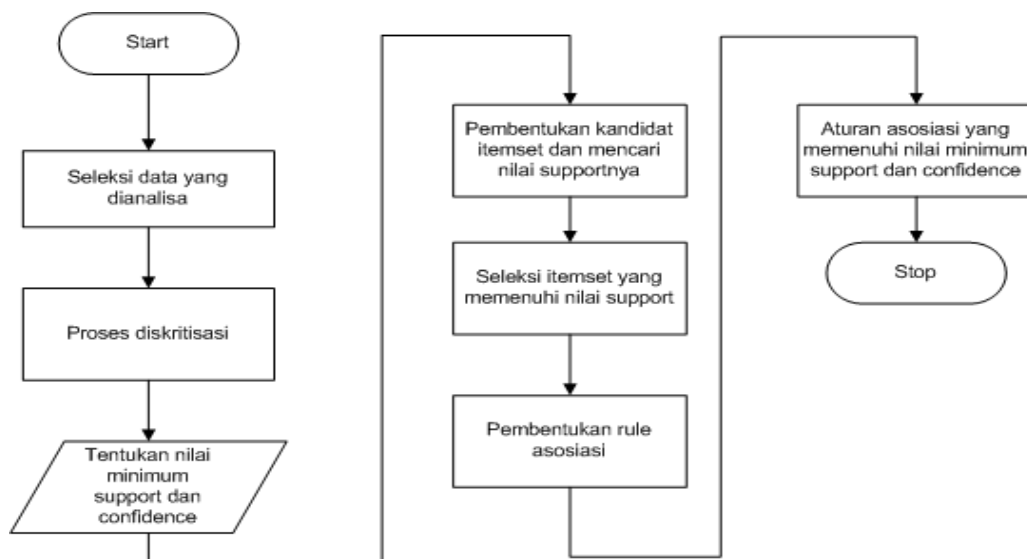 Start
Seleksi data yang
dianalisa
Proses diskritisasi
Tentukan nilai
minimum
support dan
confidence
Pembentukan kandidat
itemset dan mencari
nilai supportnya
Seleksi itemset yang
memenuhi nilai support
Pembentukan rule
asosiasi
Aturan asosiasi yang
memenuhi nilai minimum
support dan confidence
Stop